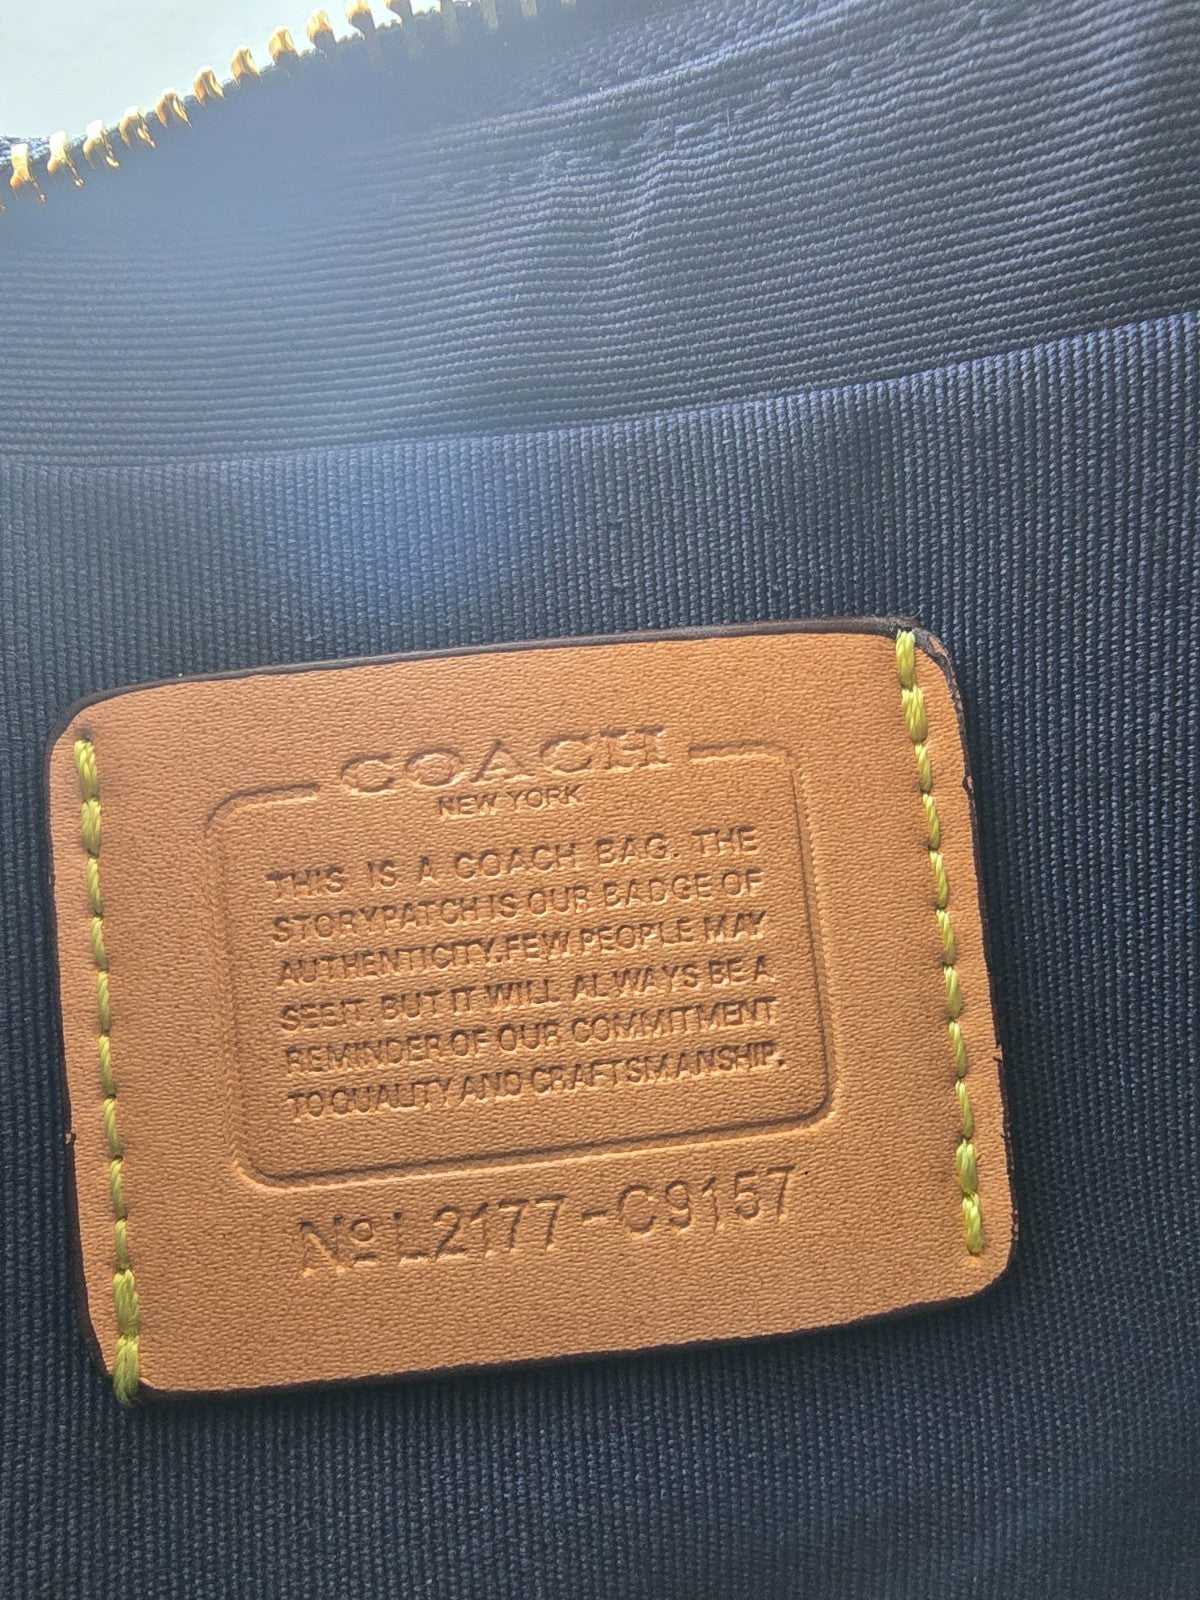 COACH
NEW YORK
THIS IS A COACH BAG. THE
STORYPATCH IS OUR BADGE OF
AUTHENTICITY. FEW PEOPLE MAY
SEE IT. BUT IT WILL ALWAYS BE A
REMINDER OF OUR COMMITMENT
TO QUALITY AND CRAFTSMANSHIP.
Nº L2177-C9157